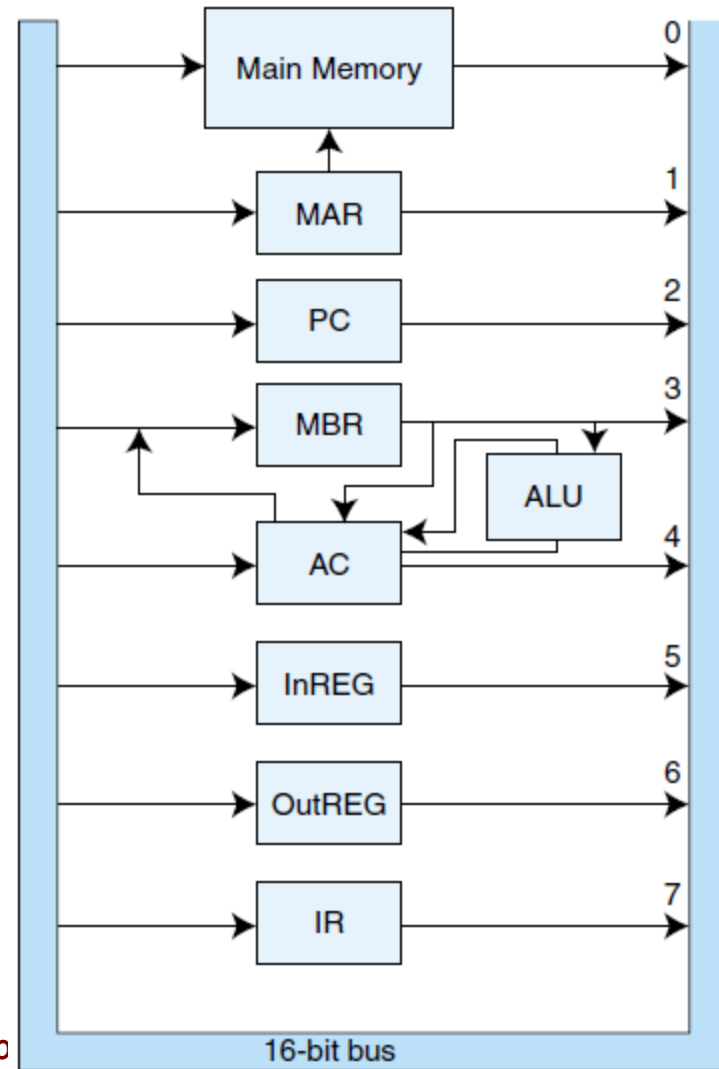 0
Main Memory
1
MAR
2
PC
3
MBR
ALU
4
AC
5
InREG
6
OutREG
7
IR
16-bit bus